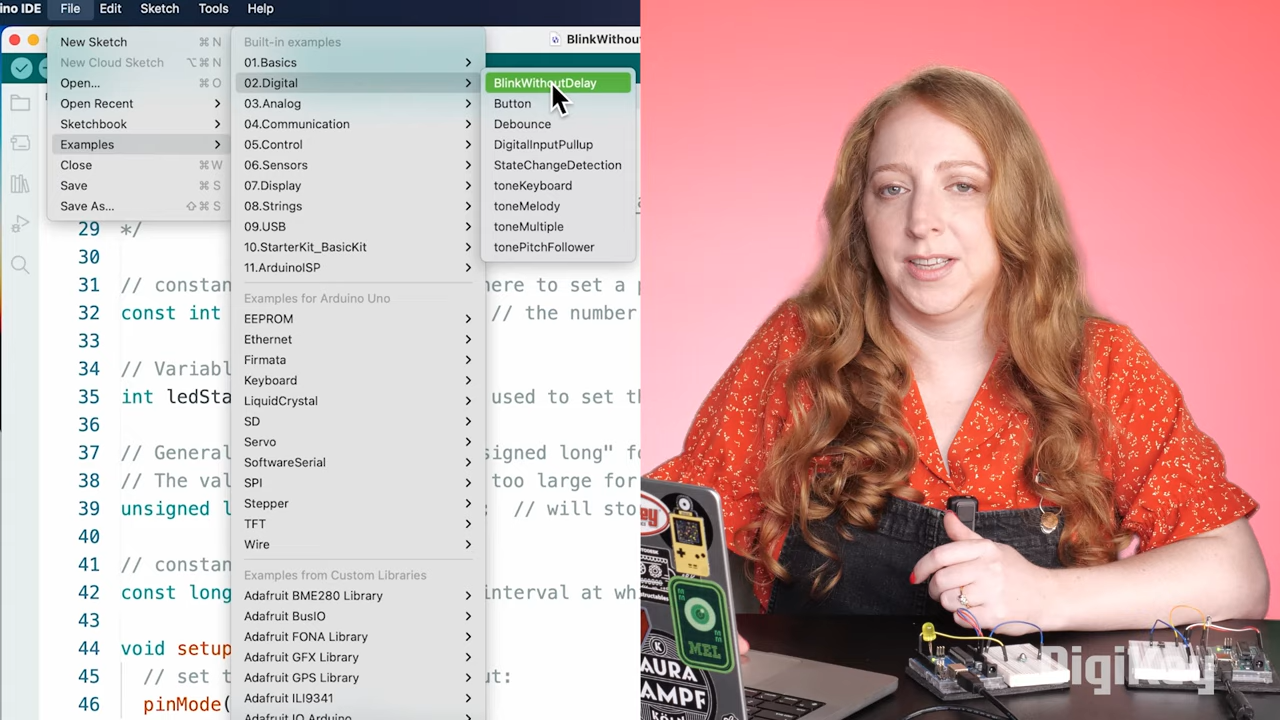 no IDE File Edit Sketch Tools Help
BlinkWithou
New Sketch ⌘ N
New Cloud Sketch ⌥⌘ N
Open... ⌘ O
Open Recent
Sketchbook
Examples
Close ⌘ W
Save ⌘ S
Save As... ⇧⌘ S
Built-in examples
01.Basics
02.Digital
03.Analog
04.Communication
05.Control
06.Sensors
07.Display
08.Strings
09.USB
10.StarterKit_BasicKit
11.ArduinoISP
Examples for Arduino Uno
EEPROM
Ethernet
Firmata
Keyboard
LiquidCrystal
SD
Servo
SoftwareSerial
SPI
Stepper
TFT
Wire
Examples from Custom Libraries
Adafruit BME280 Library
Adafruit BusIO
Adafruit FONA Library
Adafruit GFX Library
Adafruit GPS Library
Adafruit ILI9341
Adafruit IO Arduino
BlinkWithoutDelay
Button
Debounce
DigitalInputPullup
StateChangeDetection
toneKeyboard
toneMelody
toneMultiple
tonePitchFollower
29 */
30
31 // constan here to set a p
32 const int // the number
33
34 // Variabl
35 int ledSta used to set th
36
37 // General signed long" fo
38 // The val too large for
39 unsigned l ; // will sto
40
41 // constan
42 const long interval at wh
43
44 void setup
45 // set t ut:
46 pinMode(
MEL
AURA
AMPF
DigiKey